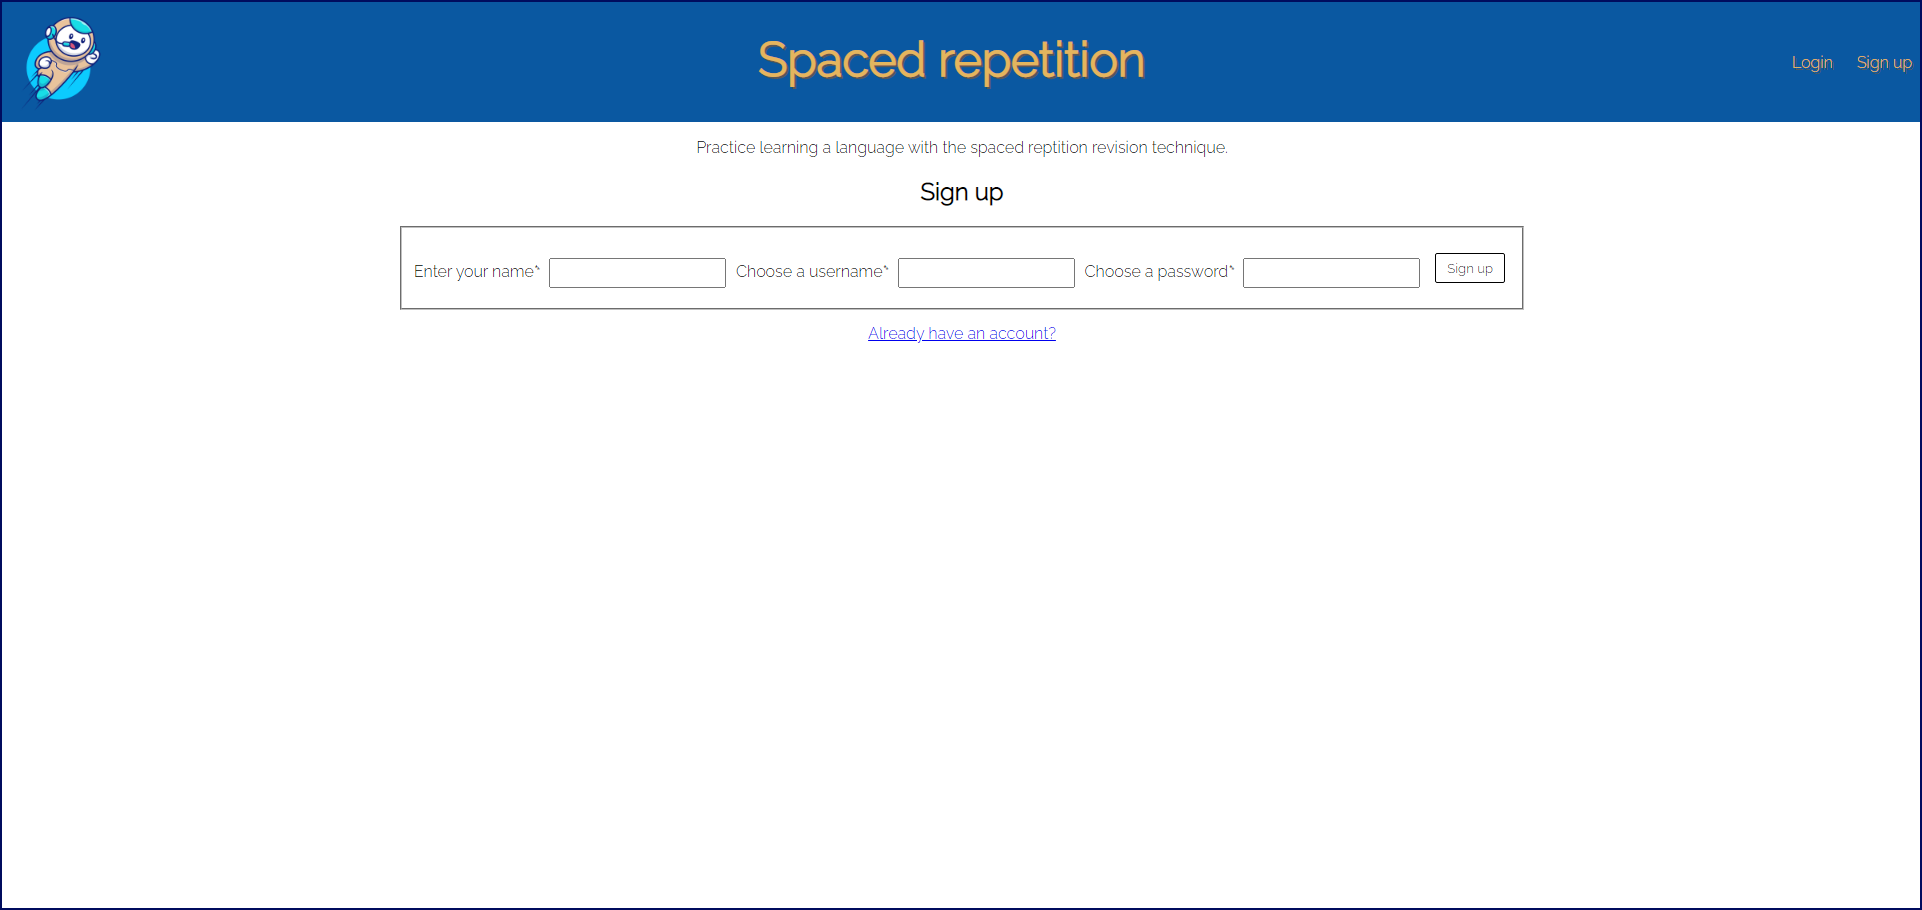 Spaced repetition
Login
Sign up
Practice learning a language with the spaced reptition revision technique.
Sign up
Enter your name*
Choose a username*
Choose a password*
Sign up
Already have an account?